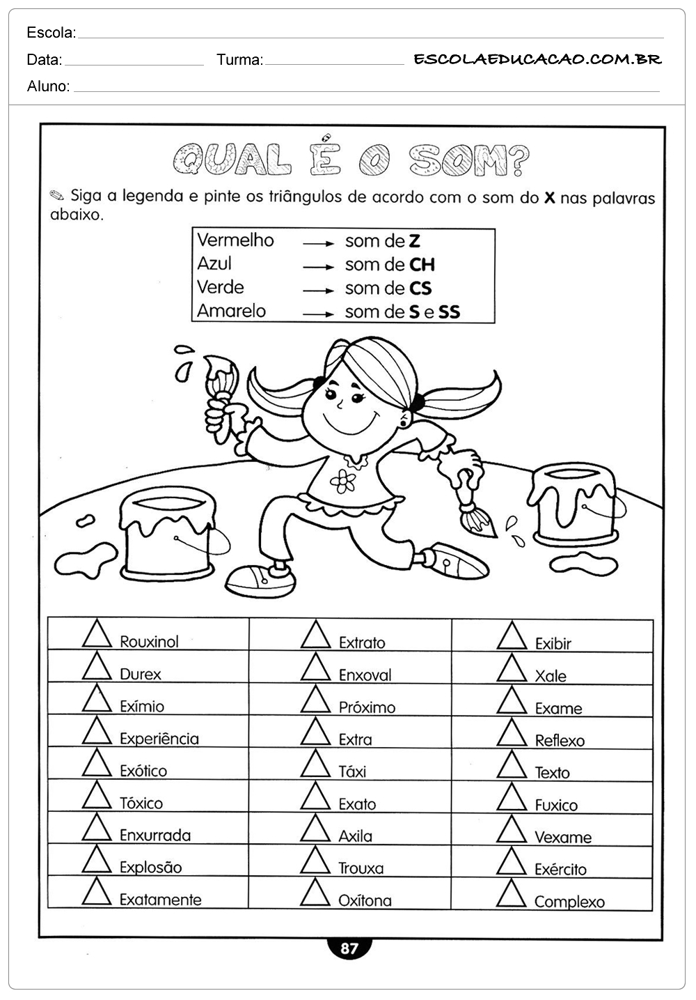 Escola:
Data: Turma: ESCOLAEDUCACAO.COM.BR
Aluno:
QUAL É O SOM?
Siga a legenda e pinte os triângulos de acordo com o som do X nas palavras
abaixo.
Vermelho → som de Z
Azul → som de CH
Verde → som de CS
Amarelo → som de S e SS
Rouxinol Extrato Exibir
Durex Enxoval Xale
Exímio Próximo Exame
Experiência Extra Reflexo
Exótico Táxi Texto
Tóxico Exato Fuxico
Enxurrada Axila Vexame
Explosão Trouxa Exército
Exatamente Oxítona Complexo
87